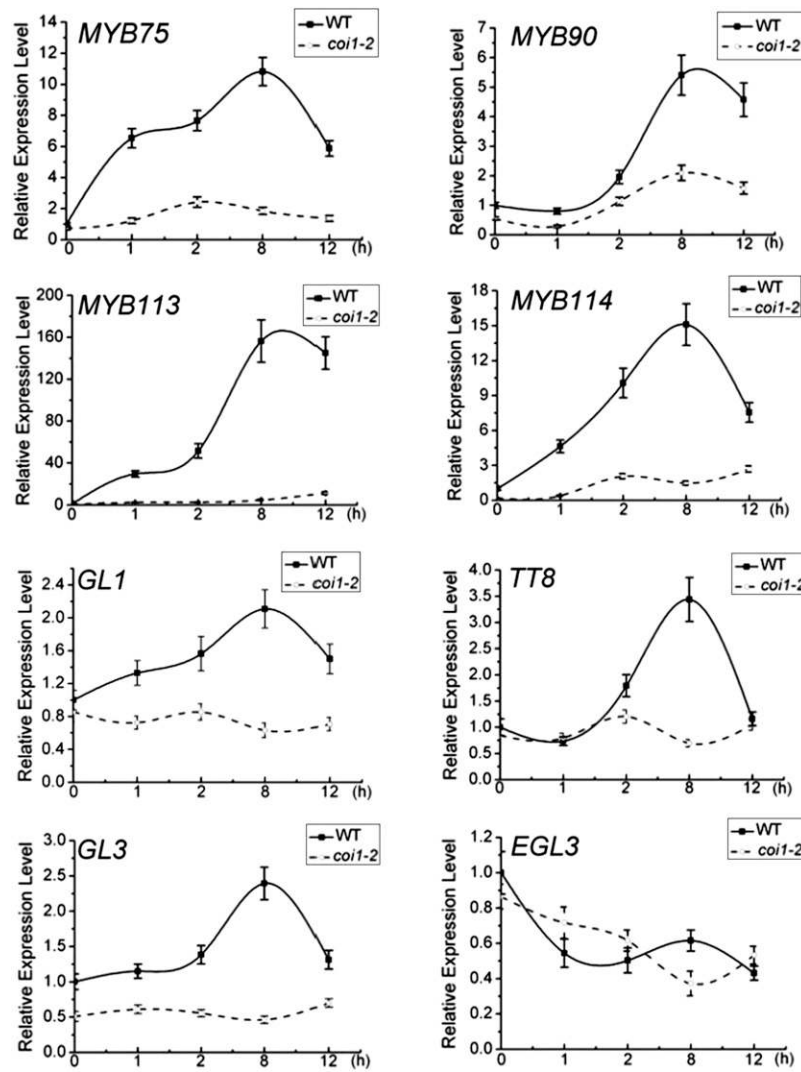 MYB75
WT
coi1-2
Relative Expression Level
14
12
10
8
6
4
2
0
0 1 2 8 12 (h)
MYB90
WT
coi1-2
Relative Expression Level
7
6
5
4
3
2
1
0
0 1 2 8 12 (h)
MYB113
WT
coi1-2
Relative Expression Level
200
160
120
80
40
0
0 1 2 8 12 (h)
MYB114
WT
coi1-2
Relative Expression Level
18
15
12
9
6
3
0
0 1 2 8 12 (h)
GL1
WT
coi1-2
Relative Expression Level
2.4
2.0
1.6
1.2
0.8
0.4
0.0
0 1 2 8 12 (h)
TT8
WT
coi1-2
Relative Expression Level
4.0
3.5
3.0
2.5
2.0
1.5
1.0
0.5
0.0
0 1 2 8 12 (h)
GL3
WT
coi1-2
Relative Expression Level
3.0
2.5
2.0
1.5
1.0
0.5
0.0
0 1 2 8 12 (h)
EGL3
WT
coi1-2
Relative Expression Level
1.2
1.0
0.8
0.6
0.4
0.2
0.0
0 1 2 8 12 (h)